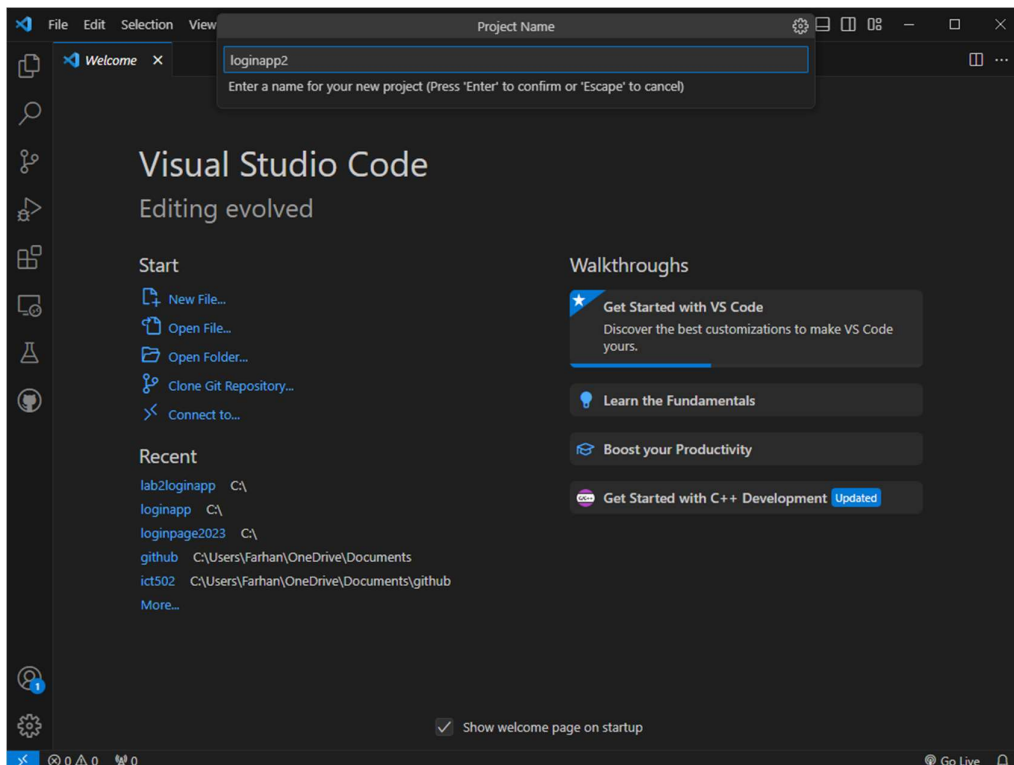 File Edit Selection View
Project Name
Welcome
loginapp2
Enter a name for your new project (Press 'Enter' to confirm or 'Escape' to cancel)
Visual Studio Code
Editing evolved
Start
New File...
Open File...
Open Folder...
Clone Git Repository...
Connect to...
Recent
lab2loginapp C:\
loginapp C:\
loginpage2023 C:\
github C:\Users\Farhan\OneDrive\Documents
ict502 C:\Users\Farhan\OneDrive\Documents\github
More...
Walkthroughs
Get Started with VS Code
Discover the best customizations to make VS Code
yours.
Learn the Fundamentals
Boost your Productivity
Get Started with C++ Development Updated
1
Show welcome page on startup
0 0 0 Go Live